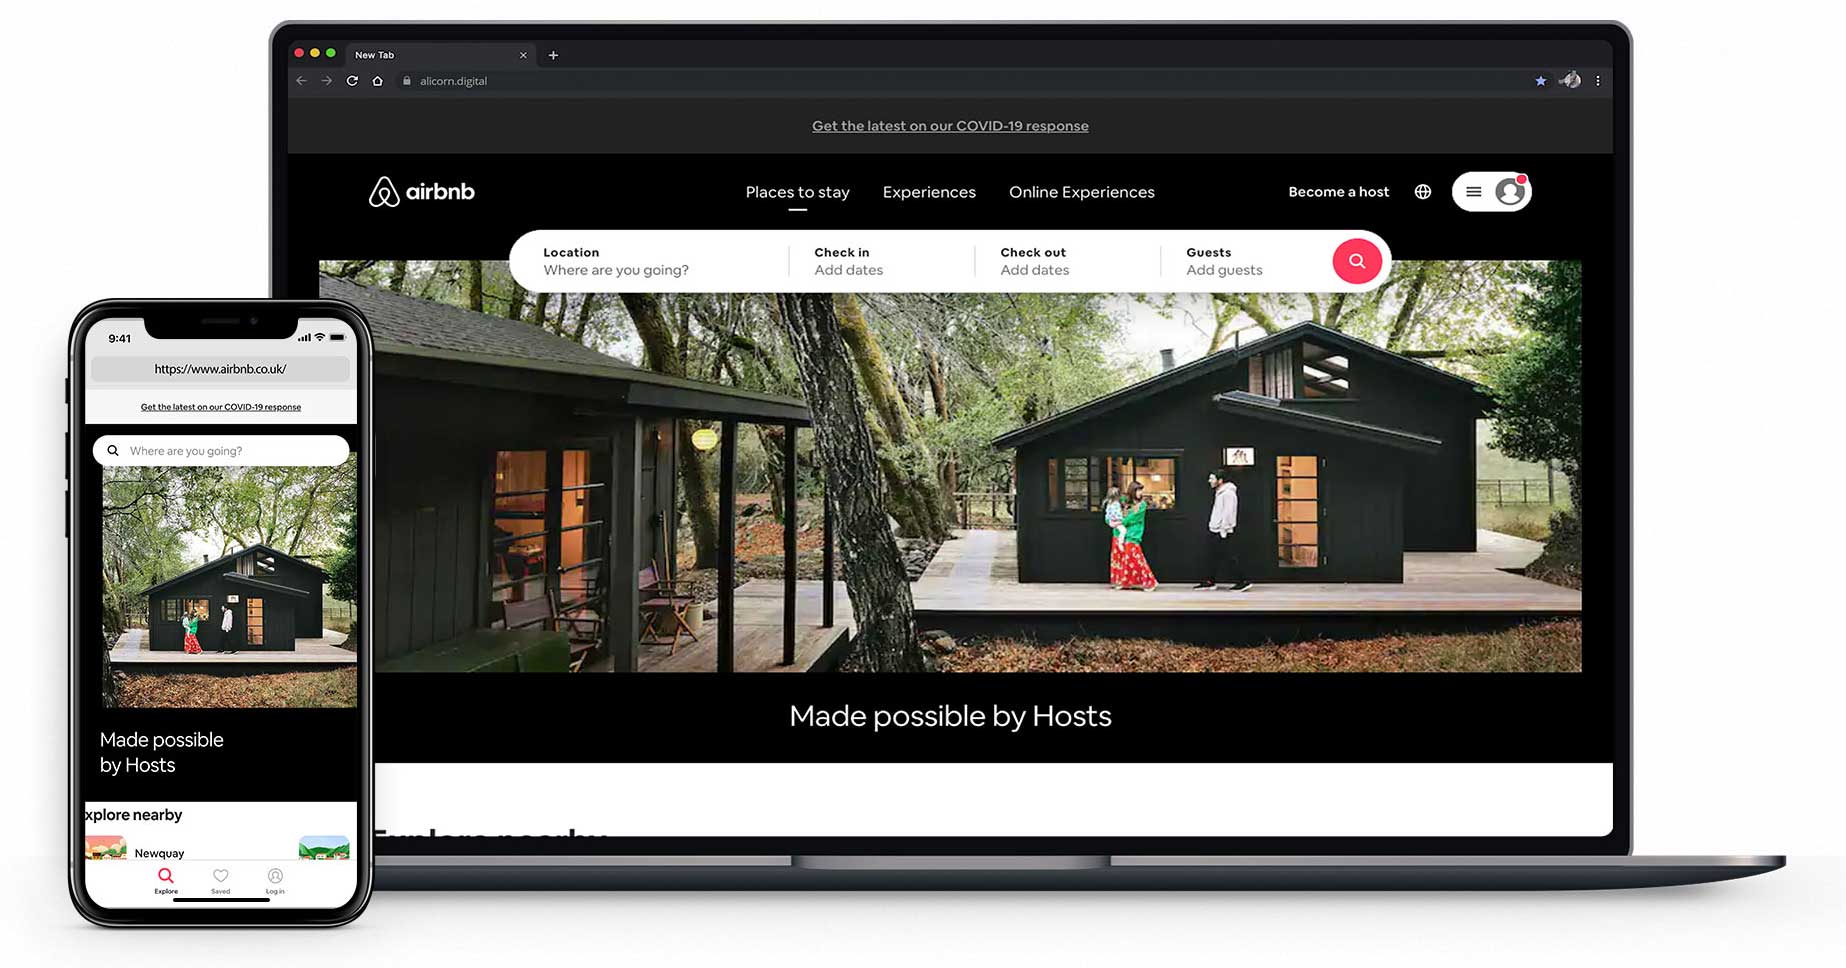 New Tab
alicorn.digital
Get the latest on our COVID-19 response
airbnb
Places to stay
Experiences
Online Experiences
Become a host
Location
Where are you going?
Check in
Add dates
Check out
Add dates
Guests
Add guests
魚
Made possible by Hosts
Explore nearby
9:41
https://www.airbnb.co.uk/
Get the latest on our COVID-19 response
Where are you going?
Made possible
by Hosts
xplore nearby
Newquay
Explore
Saved
Log in